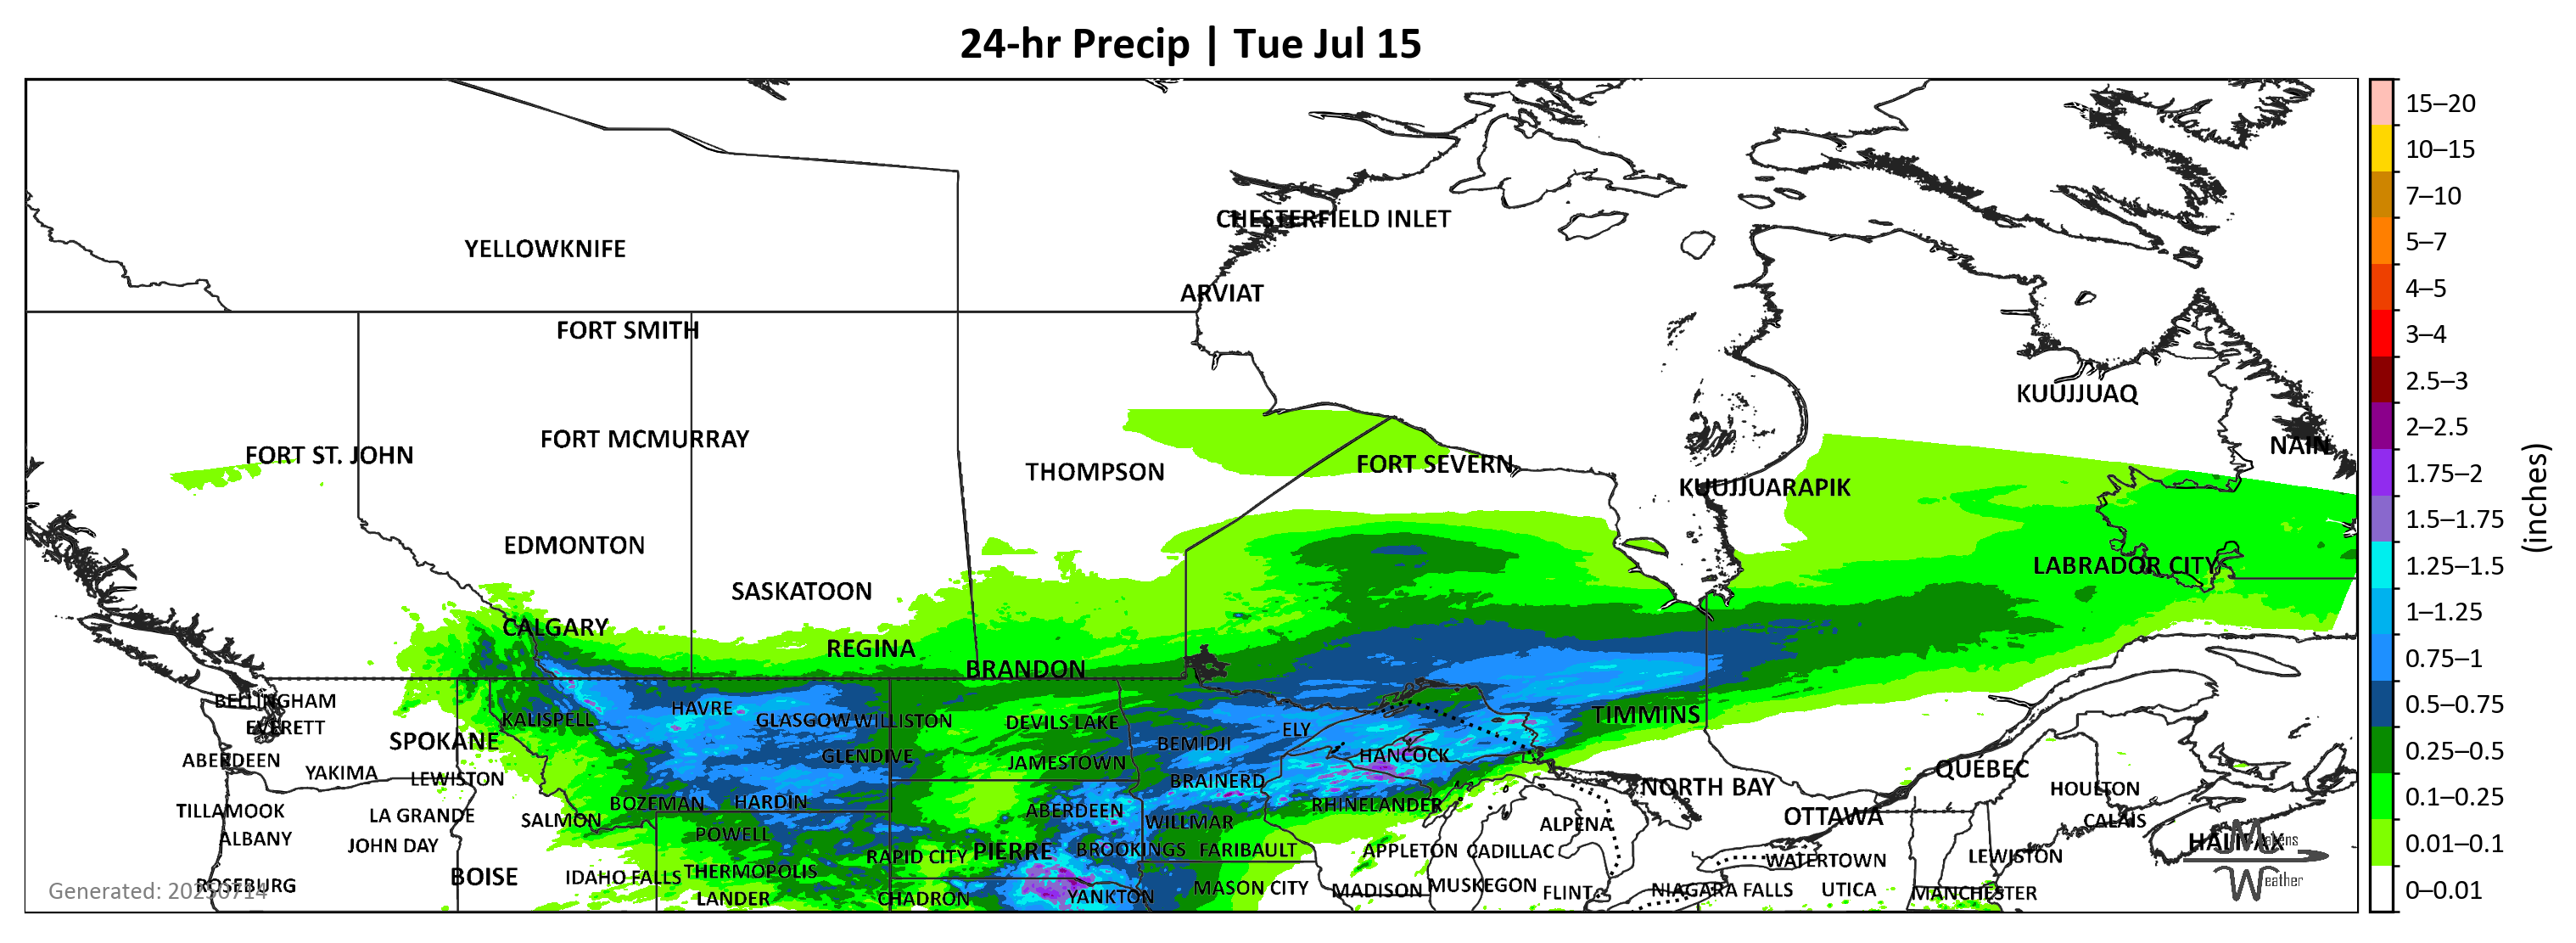 24-hr Precip | Tue Jul 15
CHESTERFIELD INLET
YELLOWKNIFE
ARVIAT
FORT SMITH
KUUJJUAQ
FORT MCMURRAY
NAIN
FORT ST. JOHN
FORT SEVERN
THOMPSON
KUUJJUARAPIK
EDMONTON
LABRADOR CITY
SASKATOON
CALGARY
REGINA
BRANDON
BELLINGHAM
HAVRE
KALISPELL
GLASGOW
WILLISTON
DEVILS LAKE
TIMMINS
EVERETT
ELY
SPOKANE
BEMIDJI
ABERDEEN
GLENDIVE
JAMESTOWN
HANCOCK
QUÉBEC
YAKIMA
LEWISTON
BRAINERD
NORTH BAY
HOULTON
BOZEMAN
HARDIN
RHINELANDER
TILLAMOOK
LA GRANDE
SALMON
ABERDEEN
WILLMAR
ALPENA
OTTAWA
CALAIS
ALBANY
JOHN DAY
POWELL
HALIFAX
RAPID CITY
PIERRE
BROOKINGS
FARIBAULT
APPLETON
CADILLAC
WATERTOWN
LEWISTON
BOISE
IDAHO FALLS
THERMOPOLIS
ROSEBURG
MASON CITY
MADISON
MUSKEGON
FLINT
NIAGARA FALLS
UTICA
MANCHESTER
LANDER
CHADRON
YANKTON
Generated: 20250714
Weather
15–20
10–15
7–10
5–7
4–5
3–4
2.5–3
2–2.5
1.75–2
1.5–1.75
1.25–1.5
1–1.25
0.75–1
0.5–0.75
0.25–0.5
0.1–0.25
0.01–0.1
0–0.01
(inches)